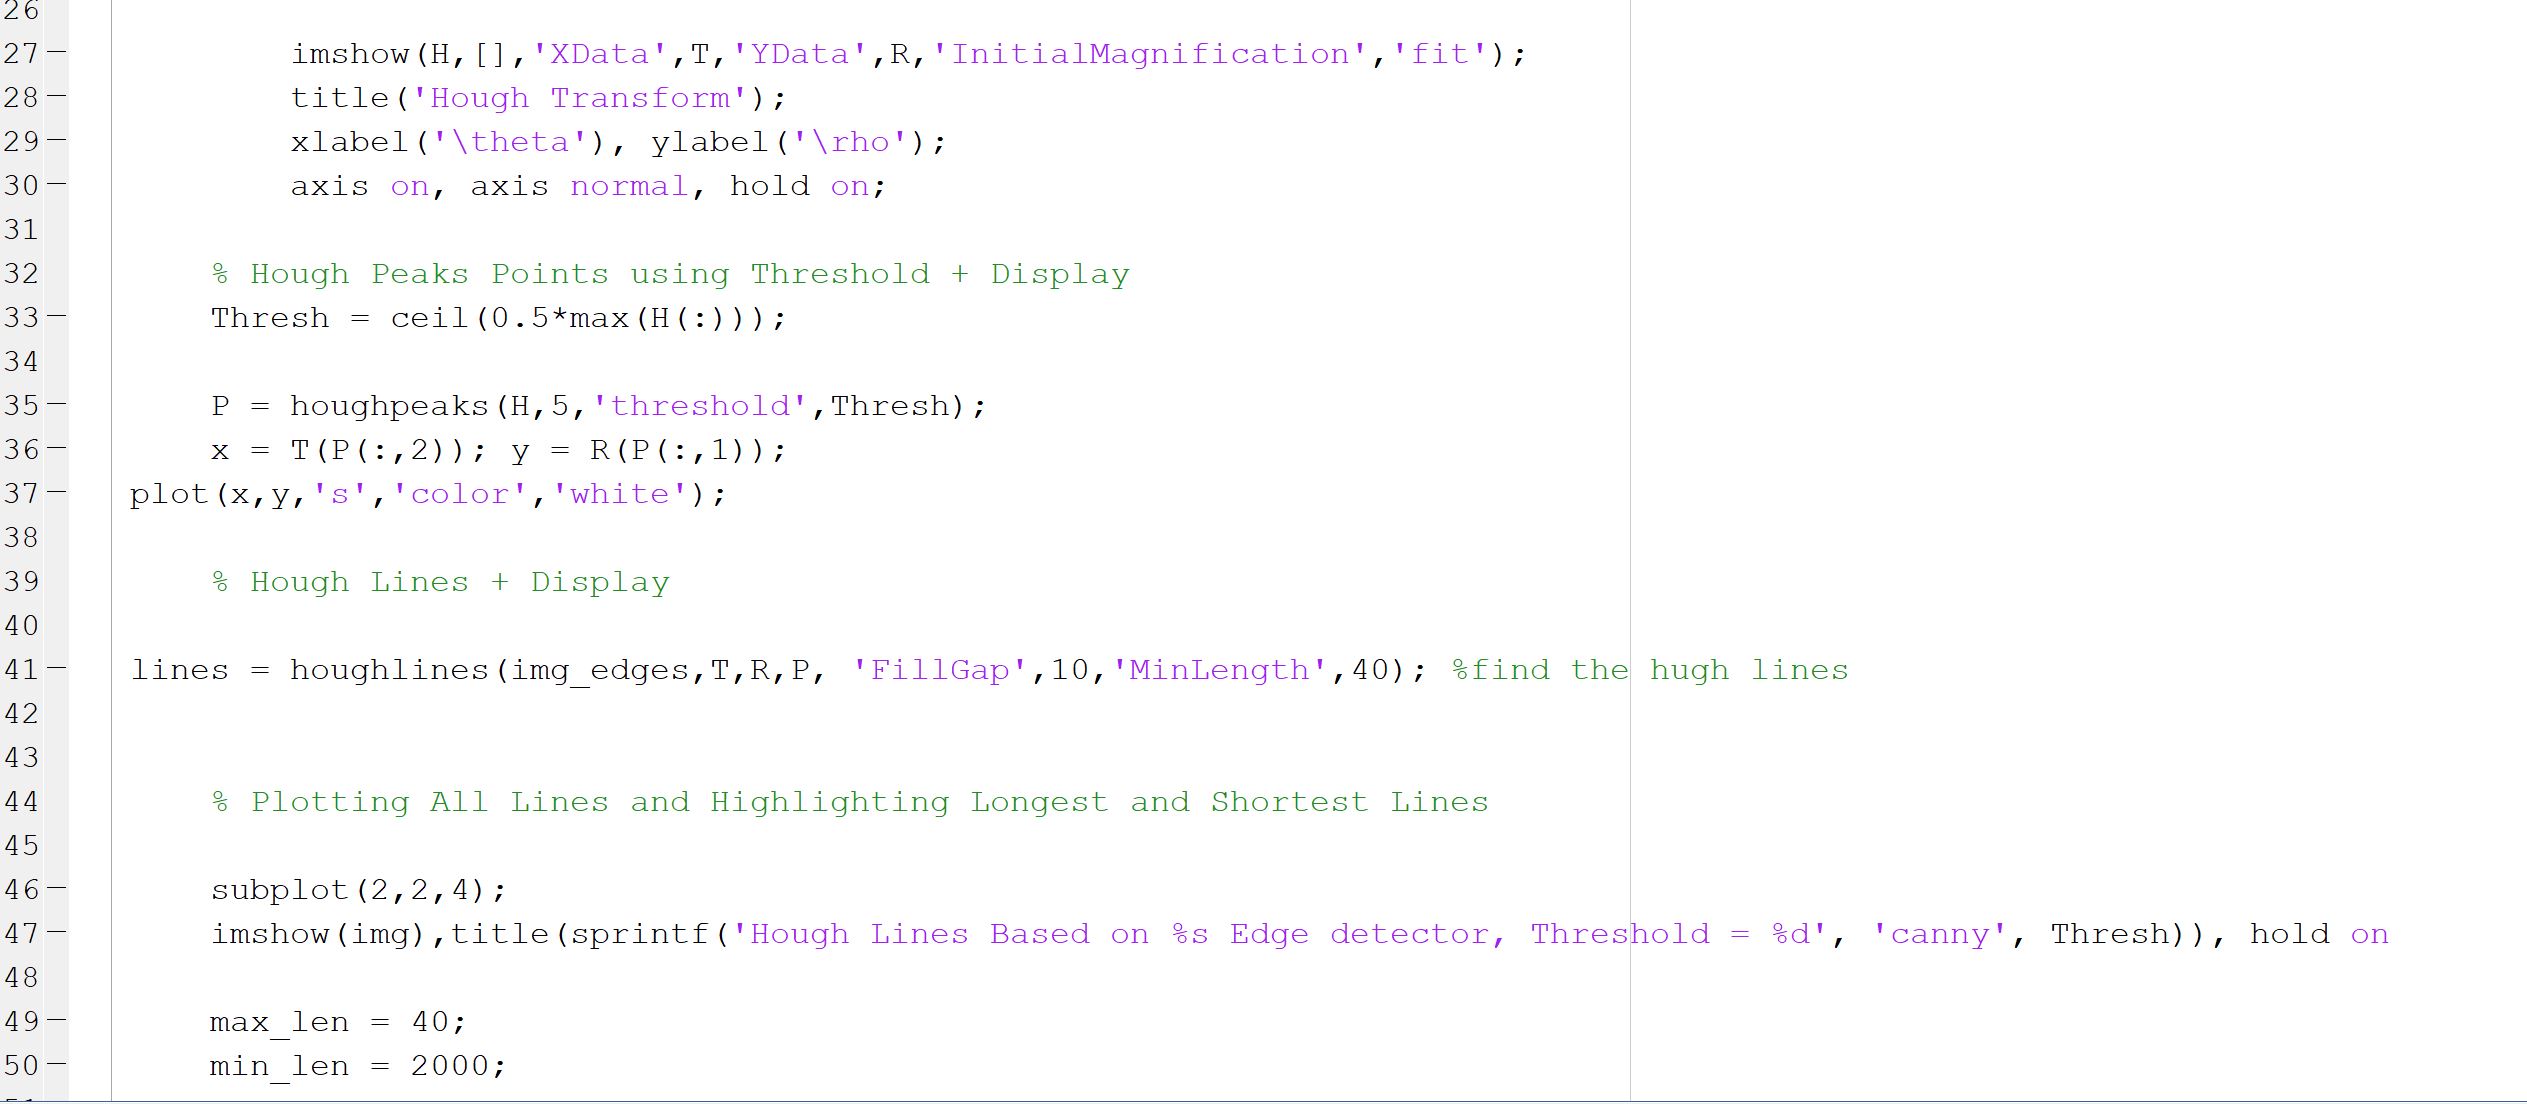 26
27 imshow(H,[],'XData',T,'YData',R,'InitialMagnification','fit');
28 title('Hough Transform');
29 xlabel('\theta'), ylabel('\rho');
30 axis on, axis normal, hold on;
31
32 % Hough Peaks Points using Threshold + Display
33 Thresh = ceil(0.5*max(H(:)));
34
35 P = houghpeaks(H,5,'threshold',Thresh);
36 x = T(P(:,2)); y = R(P(:,1));
37 plot(x,y,'s','color','white');
38
39 % Hough Lines + Display
40
41 lines = houghlines(img_edges,T,R,P, 'FillGap',10,'MinLength',40); %find the hugh lines
42
43
44 % Plotting All Lines and Highlighting Longest and Shortest Lines
45
46 subplot(2,2,4);
47 imshow(img),title(sprintf('Hough Lines Based on %s Edge detector, Threshold = %d', 'canny', Thresh)), hold on
48
49 max_len = 40;
50 min_len = 2000;